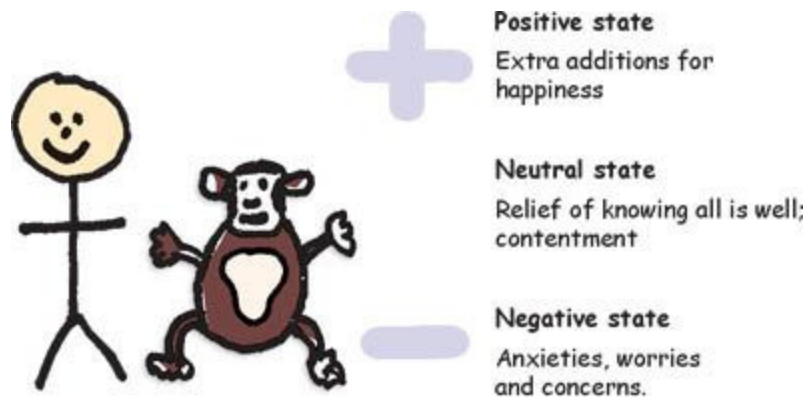 Positive state
Extra additions for
happiness
Neutral state
Relief of knowing all is well;
contentment
Negative state
Anxieties, worries
and concerns.